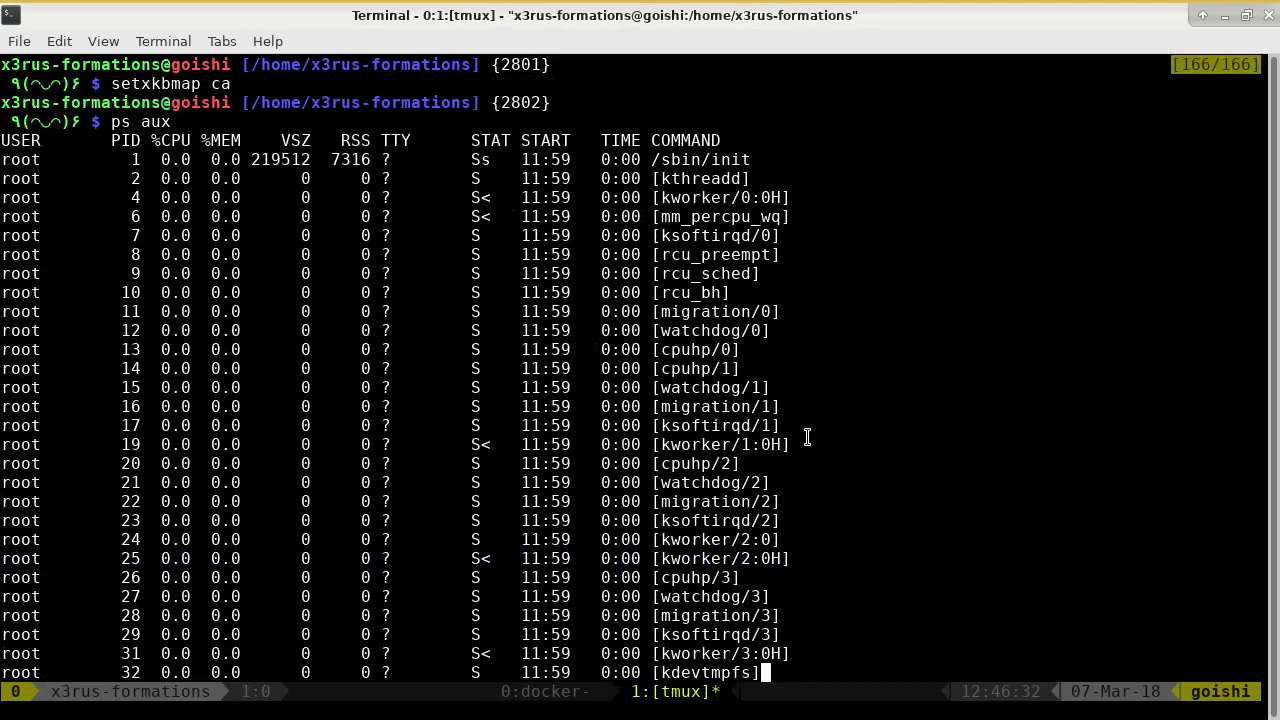 Terminal - 0:1:[tmux] - "x3rus-formations@goishi:/home/x3rus-formations"
File Edit View Terminal Tabs Help
x3rus-formations@goishi [/home/x3rus-formations] {2801} [166/166]
٩(◠◡◠)۶ $ setxkbmap ca
x3rus-formations@goishi [/home/x3rus-formations] {2802}
٩(◠◡◠)۶ $ ps aux
USER PID %CPU %MEM VSZ RSS TTY STAT START TIME COMMAND
root 1 0.0 0.0 219512 7316 ? Ss 11:59 0:00 /sbin/init
root 2 0.0 0.0 0 0 ? S 11:59 0:00 [kthreadd]
root 4 0.0 0.0 0 0 ? S< 11:59 0:00 [kworker/0:0H]
root 6 0.0 0.0 0 0 ? S< 11:59 0:00 [mm_percpu_wq]
root 7 0.0 0.0 0 0 ? S 11:59 0:00 [ksoftirqd/0]
root 8 0.0 0.0 0 0 ? S 11:59 0:00 [rcu_preempt]
root 9 0.0 0.0 0 0 ? S 11:59 0:00 [rcu_sched]
root 10 0.0 0.0 0 0 ? S 11:59 0:00 [rcu_bh]
root 11 0.0 0.0 0 0 ? S 11:59 0:00 [migration/0]
root 12 0.0 0.0 0 0 ? S 11:59 0:00 [watchdog/0]
root 13 0.0 0.0 0 0 ? S 11:59 0:00 [cpuhp/0]
root 14 0.0 0.0 0 0 ? S 11:59 0:00 [cpuhp/1]
root 15 0.0 0.0 0 0 ? S 11:59 0:00 [watchdog/1]
root 16 0.0 0.0 0 0 ? S 11:59 0:00 [migration/1]
root 17 0.0 0.0 0 0 ? S 11:59 0:00 [ksoftirqd/1]
root 19 0.0 0.0 0 0 ? S< 11:59 0:00 [kworker/1:0H]
root 20 0.0 0.0 0 0 ? S 11:59 0:00 [cpuhp/2]
root 21 0.0 0.0 0 0 ? S 11:59 0:00 [watchdog/2]
root 22 0.0 0.0 0 0 ? S 11:59 0:00 [migration/2]
root 23 0.0 0.0 0 0 ? S 11:59 0:00 [ksoftirqd/2]
root 24 0.0 0.0 0 0 ? S 11:59 0:00 [kworker/2:0]
root 25 0.0 0.0 0 0 ? S< 11:59 0:00 [kworker/2:0H]
root 26 0.0 0.0 0 0 ? S 11:59 0:00 [cpuhp/3]
root 27 0.0 0.0 0 0 ? S 11:59 0:00 [watchdog/3]
root 28 0.0 0.0 0 0 ? S 11:59 0:00 [migration/3]
root 29 0.0 0.0 0 0 ? S 11:59 0:00 [ksoftirqd/3]
root 31 0.0 0.0 0 0 ? S< 11:59 0:00 [kworker/3:0H]
root 32 0.0 0.0 0 0 ? S 11:59 0:00 [kdevtmpfs]
0 x3rus-formations 1:0 0:docker- 1:[tmux]* 12:46:32 07-Mar-18 goishi